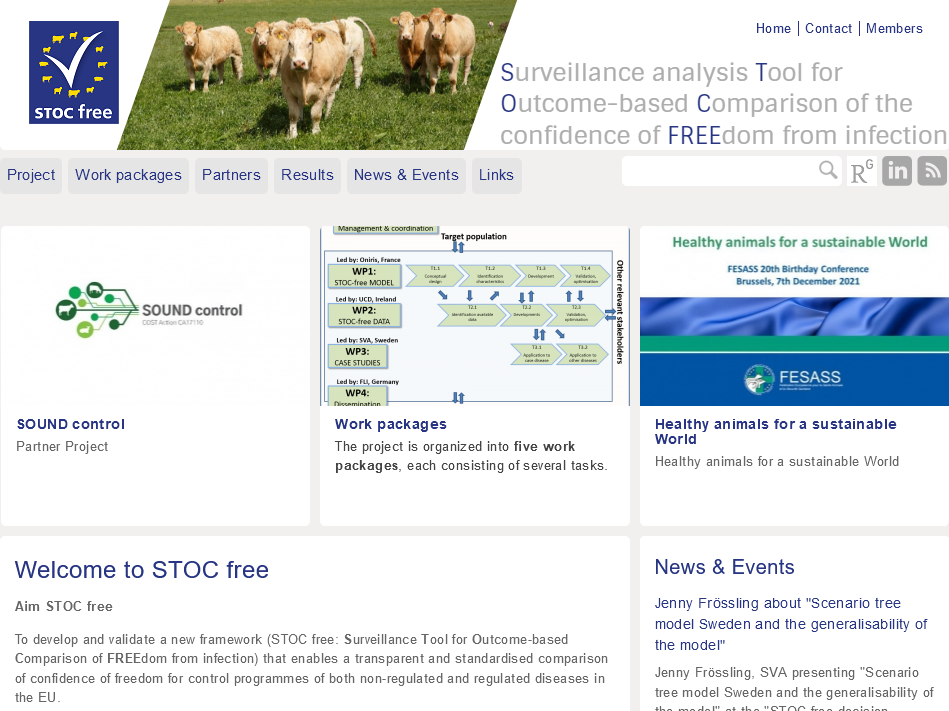 STOC free
Home | Contact | Members
Surveillance analysis Tool for
Outcome-based Comparison of the
confidence of FREEdom from infection
Project
Work packages
Partners
Results
News & Events
Links
RG
in
SOUND control
COST Action CA17110
SOUND control
Partner Project
Management & coordination
Target population
Led by: Oniris, France
WP1:
STOC-free MODEL
T1.1
Conceptual
design
T1.2
Identification
characteristics
T1.3
Development
T1.4
Validation,
optimisation
Led by: UCD, Ireland
WP2:
STOC-free DATA
T2.1
Identification available
data
T2.2
Developments
T2.3
Validation,
optimisation
Led by: SVA, Sweden
WP3:
CASE STUDIES
T3.1
Application to
case disease
T3.2
Application to
other diseases
Led by: FLI, Germany
WP4:
Dissemination
Other relevant stakeholders
Work packages
The project is organized into five work
packages, each consisting of several tasks.
Healthy animals for a sustainable World
FESASS 20th Birthday Conference
Brussels, 7th December 2021
FESASS
Healthy animals for a sustainable
World
Healthy animals for a sustainable World
Welcome to STOC free
Aim STOC free
To develop and validate a new framework (STOC free: Surveillance Tool for Outcome-based
Comparison of FREEdom from infection) that enables a transparent and standardised comparison
of confidence of freedom for control programmes of both non-regulated and regulated diseases in
the EU.
News & Events
Jenny Frössling about "Scenario tree
model Sweden and the generalisability of
the model"
Jenny Frössling, SVA presenting "Scenario
tree model Sweden and the generalisability of
the model" at the "STOC free decision